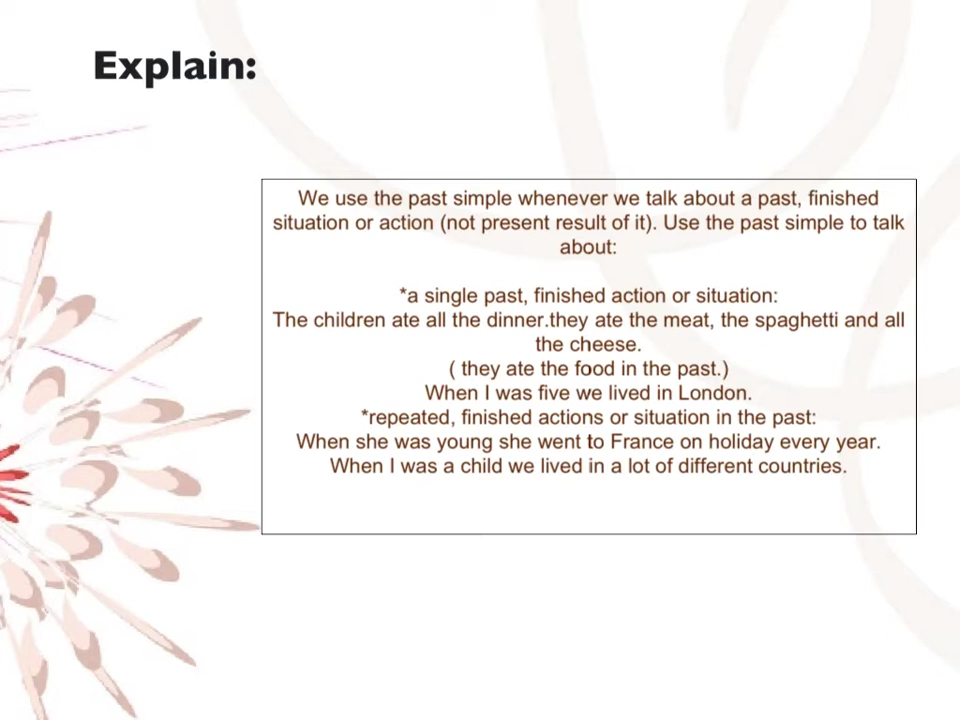 Explain:
We use the past simple whenever we talk about a past, finished
situation or action (not present result of it). Use the past simple to talk
about:
*a single past, finished action or situation:
The children ate all the dinner.they ate the meat, the spaghetti and all
the cheese.
( they ate the food in the past.)
When I was five we lived in London.
*repeated, finished actions or situation in the past:
When she was young she went to France on holiday every year.
When I was a child we lived in a lot of different countries.